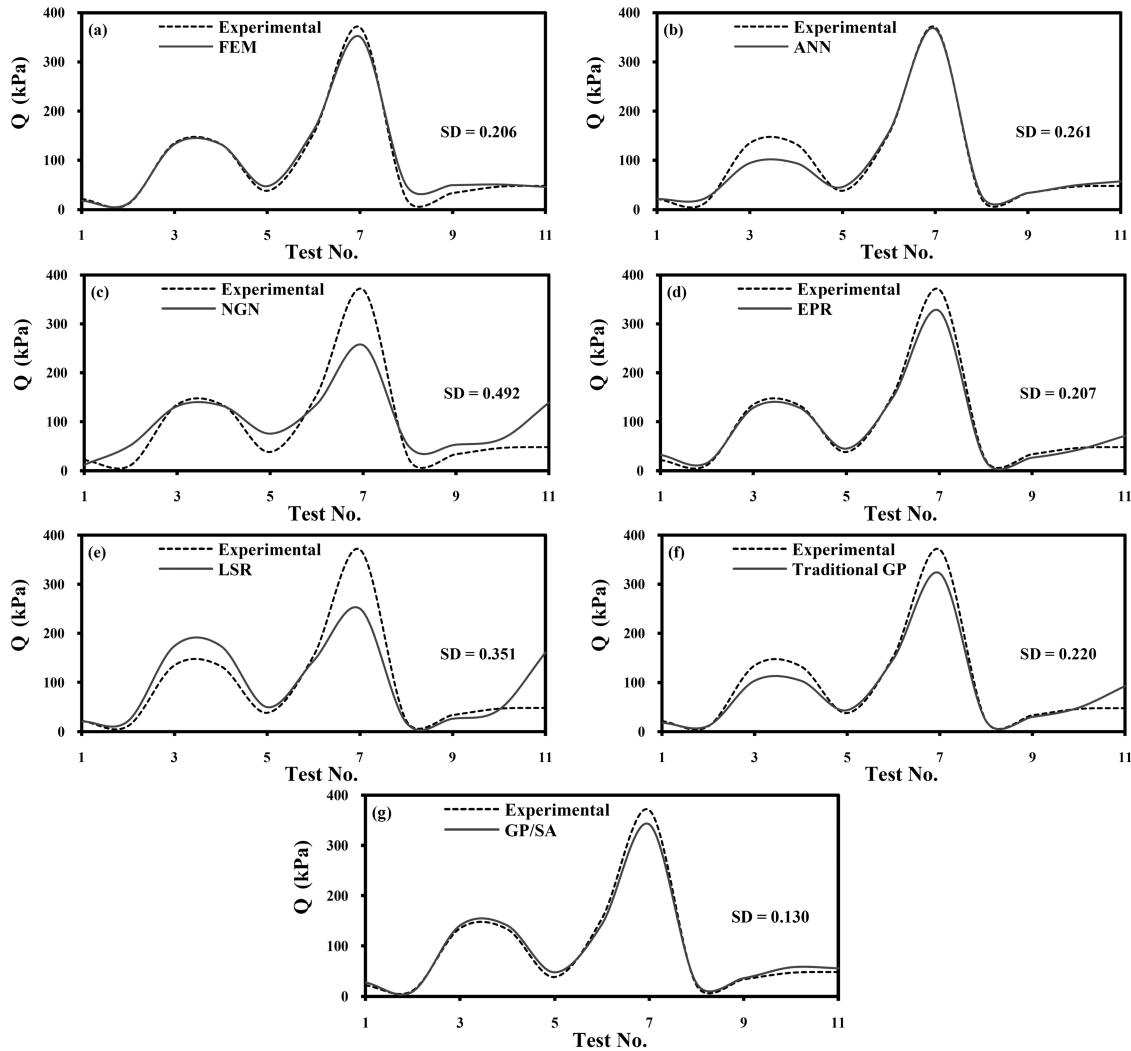 (a)
Experimental
FEM
SD = 0.206
Q (kPa)
400
300
200
100
0
1 3 5 7 9 11
Test No.
(b)
Experimental
ANN
SD = 0.261
Q (kPa)
400
300
200
100
0
1 3 5 7 9 11
Test No.
(c)
Experimental
NGN
SD = 0.492
Q (kPa)
400
300
200
100
0
1 3 5 7 9 11
Test No.
(d)
Experimental
EPR
SD = 0.207
Q (kPa)
400
300
200
100
0
1 3 5 7 9 11
Test No.
(e)
Experimental
LSR
SD = 0.351
Q (kPa)
400
300
200
100
0
1 3 5 7 9 11
Test No.
(f)
Experimental
Traditional GP
SD = 0.220
Q (kPa)
400
300
200
100
0
1 3 5 7 9 11
Test No.
(g)
Experimental
GP/SA
SD = 0.130
Q (kPa)
400
300
200
100
0
1 3 5 7 9 11
Test No.